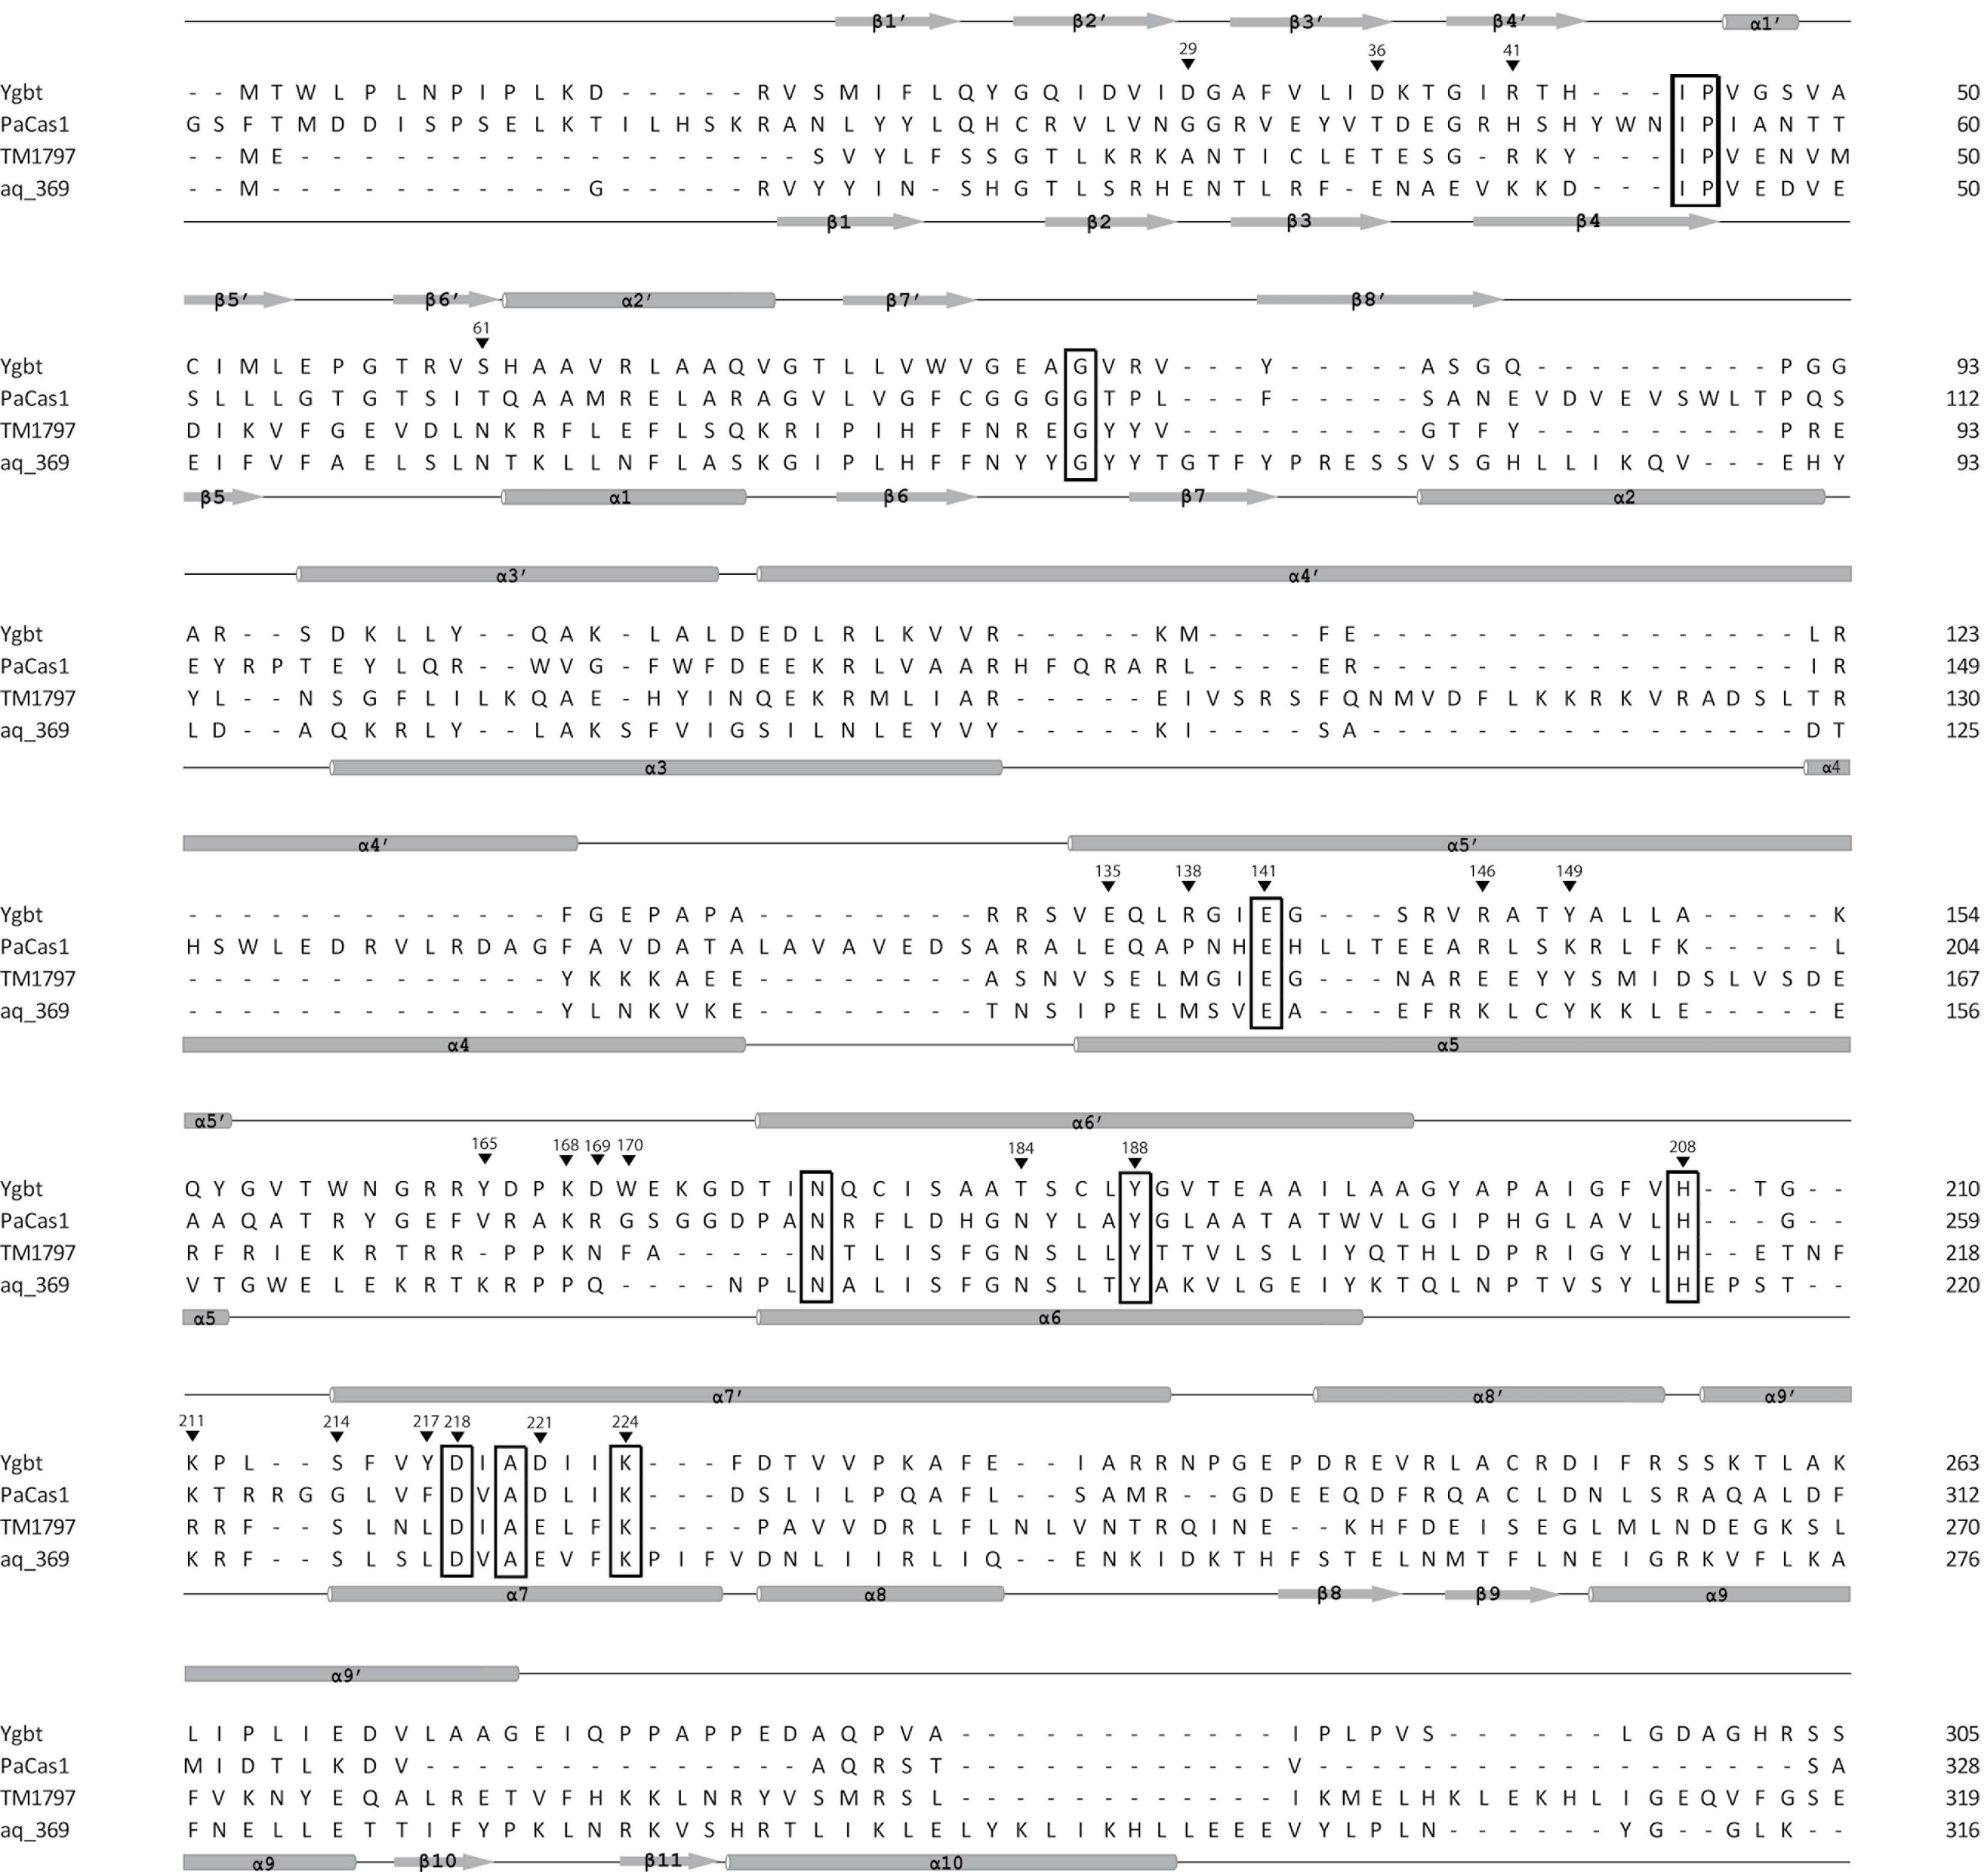 β1′ β2′ β3′ β4′ α1′
29 36 41
Ygbt - - M T W L P L N P I P L K D - - - - - R V S M I F L Q Y G Q I D V I D G A F V L I D K T G I R T H - - - I P V G S V A 50
PaCas1 G S F T M D D I S P S E L K T I L H S K R A N L Y Y L Q H C R V L V N G G R V E Y V T D E G R H S H Y W N I P I A N T T 60
TM1797 - - M E - - - - - - - - - - - - - - - - - - S V Y L F S S G T L K R K A N T I C L E T E S G - R K Y - - - I P V E N V M 50
aq_369 - - M - - - - - - - - - - - G - - - - - R V Y Y I N - S H G T L S R H E N T L R F - E N A E V K K D - - - I P V E D V E 50
β1 β2 β3 β4
β5′ β6′ α2′ β7′ β8′
61
Ygbt C I M L E P G T R V S H A A V R L A A Q V G T L L V W V G E A G V R V - - - Y - - - - - A S G Q - - - - - - - - - P G G 93
PaCas1 S L L L G T G T S I T Q A A M R E L A R A G V L V G F C G G G G T P L - - - F - - - - - S A N E V D V E V S W L T P Q S 112
TM1797 D I K V F G E V D L N K R F L E F L S Q K R I P I H F F N R E G Y Y V - - - - - - - - - G T F Y - - - - - - - - - P R E 93
aq_369 E I F V F A E L S L N T K L L N F L A S K G I P L H F F N Y Y G Y Y T G T F Y P R E S S V S G H L L I K Q V - - - E H Y 93
β5 α1 β6 β7 α2
α3′ α4′
Ygbt A R - - S D K L L Y - - Q A K - L A L D E D L R L K V V R - - - - - K M - - - - F E - - - - - - - - - - - - - - - - L R 123
PaCas1 E Y R P T E Y L Q R - - W V G - F W F D E E K R L V A A R H F Q R A R L - - - - E R - - - - - - - - - - - - - - - - I R 149
TM1797 Y L - - N S G F L I L K Q A E - H Y I N Q E K R M L I A R - - - - - E I V S R S F Q N M V D F L K K R K V R A D S L T R 130
aq_369 L D - - A Q K R L Y - - L A K S F V I G S I L N L E Y V Y - - - - - K I - - - - S A - - - - - - - - - - - - - - - - D T 125
α3 α4
α4′ α5′
135 138 141 146 149
Ygbt - - - - - - - - - - - - - F G E P A P A - - - - - - - - R R S V E Q L R G I E G - - - S R V R A T Y A L L A - - - - - K 154
PaCas1 H S W L E D R V L R D A G F A V D A T A L A V A V E D S A R A L E Q A P N H E H L L T E E A R L S K R L F K - - - - - L 204
TM1797 - - - - - - - - - - - - - Y K K K A E E - - - - - - - - A S N V S E L M G I E G - - - N A R E E Y Y S M I D S L V S D E 167
aq_369 - - - - - - - - - - - - - Y L N K V K E - - - - - - - - T N S I P E L M S V E A - - - E F R K L C Y K K L E - - - - - E 156
α4 α5
α5′ α6′
165 168 169 170 184 188 208
Ygbt Q Y G V T W N G R R Y D P K D W E K G D T I N Q C I S A A T S C L Y G V T E A A I L A A G Y A P A I G F V H - - T G - - 210
PaCas1 A A Q A T R Y G E F V R A K R G S G G D P A N R F L D H G N Y L A Y G L A A T A T W V L G I P H G L A V L H - - - G - - 259
TM1797 R F R I E K R T R R - P P K N F A - - - - - N T L I S F G N S L L Y T T V L S L I Y Q T H L D P R I G Y L H - - E T N F 218
aq_369 V T G W E L E K R T K R P P Q - - - - N P L N A L I S F G N S L T Y A K V L G E I Y K T Q L N P T V S Y L H E P S T - - 220
α5 α6
α7′ α8′ α9′
211 214 217 218 221 224
Ygbt K P L - - S F V Y D I A D I I K - - - F D T V V P K A F E - - I A R R N P G E P D R E V R L A C R D I F R S S K T L A K 263
PaCas1 K T R R G G L V F D V A D L I K - - - D S L I L P Q A F L - - S A M R - - G D E E Q D F R Q A C L D N L S R A Q A L D F 312
TM1797 R R F - - S L N L D I A E L F K - - - - P A V V D R L F L N L V N T R Q I N E - - K H F D E I S E G L M L N D E G K S L 270
aq_369 K R F - - S L S L D V A E V F K P I F V D N L I I R L I Q - - E N K I D K T H F S T E L N M T F L N E I G R K V F L K A 276
α7 α8 β8 β9 α9
α9′
Ygbt L I P L I E D V L A A G E I Q P P A P P E D A Q P V A - - - - - - - - - - - - I P L P V S - - - - - - L G D A G H R S S 305
PaCas1 M I D T L K D V - - - - - - - - - - - - - - A Q R S T - - - - - - - - - - - - V - - - - - - - - - - - - - - - - - - S A 328
TM1797 F V K N Y E Q A L R E T V F H K K L N R Y V S M R S L - - - - - - - - - - - - I K M E L H K L E K H L I G E Q V F G S E 319
aq_369 F N E L L E T T I F Y P K L N R K V S H R T L I K L E L Y K L I K H L L E E E V Y L P L N - - - - - - Y G - - G L K - - 316
α9 β10 β11 α10